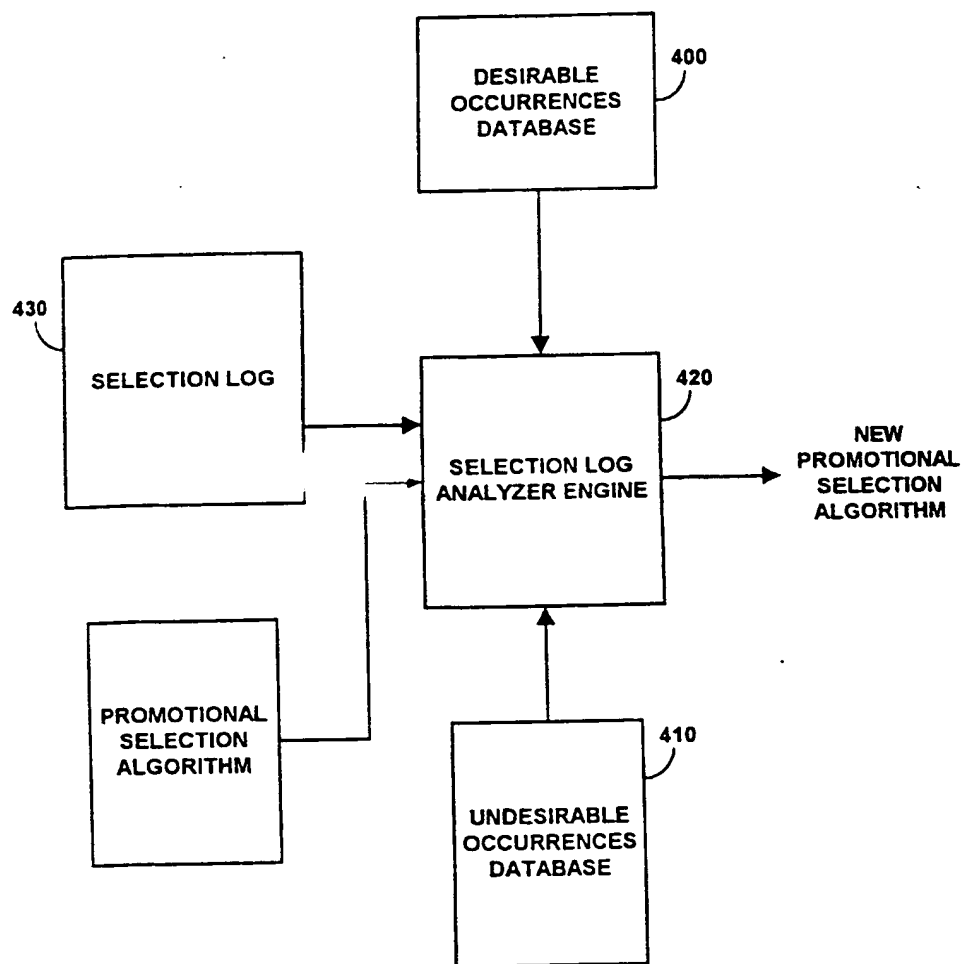 400
DESIRABLE
OCCURRENCES
DATABASE
430
SELECTION LOG
420
SELECTION LOG
ANALYZER ENGINE
NEW
PROMOTIONAL
SELECTION
ALGORITHM
PROMOTIONAL
SELECTION
ALGORITHM
410
UNDESIRABLE
OCCURRENCES
DATABASE